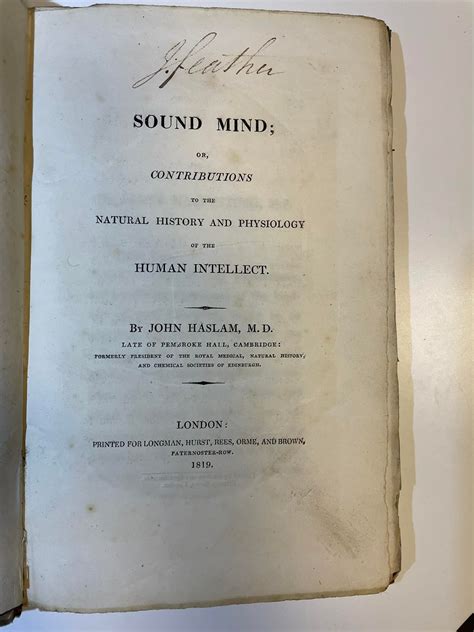 J. Feather
SOUND MIND;
OR,
CONTRIBUTIONS
TO THE
NATURAL HISTORY AND PHYSIOLOGY
OF THE
HUMAN INTELLECT.
BY JOHN HASLAM, M.D.
LATE OF PEMBROKE HALL, CAMBRIDGE:
FORMERLY PRESIDENT OF THE ROYAL MEDICAL, NATURAL HISTORY,
AND CHEMICAL SOCIETIES OF EDINBURGH.
LONDON:
PRINTED FOR LONGMAN, HURST, REES, ORME, AND BROWN,
PATERNOSTER-ROW.
1819.